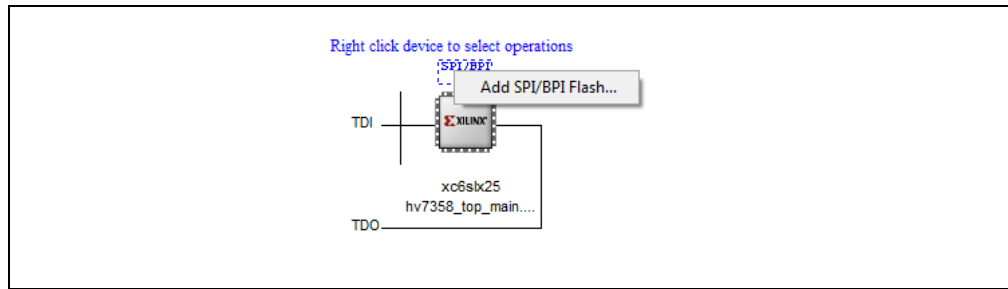 Right click device to select operations
SPI/BPI
Add SPI/BPI Flash...
TDI
XILINX
xc6slx25
hv7358_top_main....
TDO